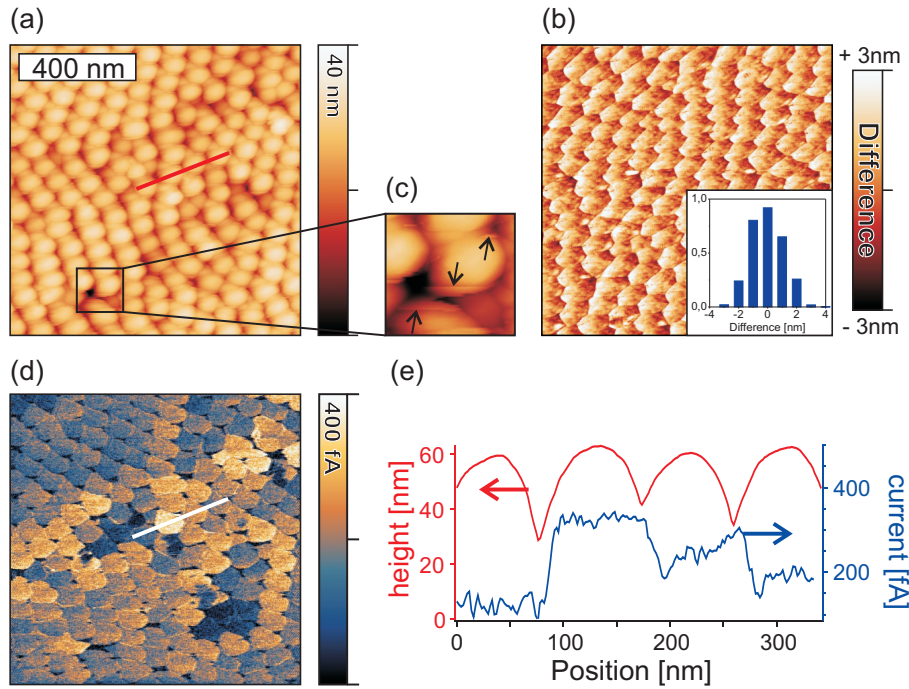 (a)
400 nm
40 nm
(b)
+ 3nm
Difference
- 3nm
1,0
0,5
0,0
-4 -2 0 2 4
Difference [nm]
(c)
(d)
400 fA
(e)
height [nm]
60
40
20
0
400
200
current [fA]
0 100 200 300
Position [nm]